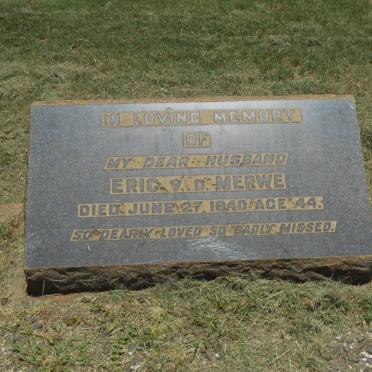 IN LOVING MEMORY
OF
MY DEAR HUSBAND
ERIC V. D. MERWE
DIED JUNE 27 1940 AGE 44.
SO DEARLY LOVED SO SADLY MISSED.